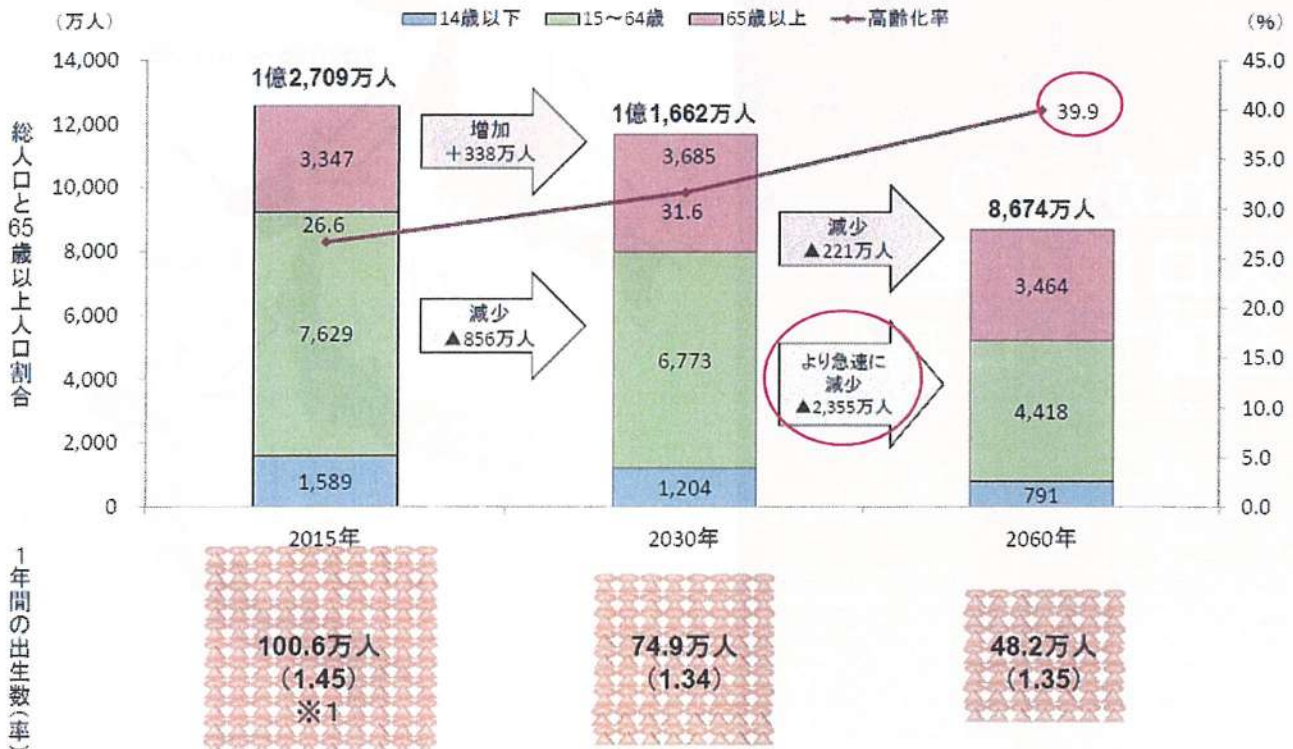 (万人)
14歳以下
15～64歳
65歳以上
高齢化率
(%)
総人口と65歳以上人口割合
14,000
12,000
10,000
8,000
6,000
4,000
2,000
0
45.0
40.0
35.0
30.0
25.0
20.0
15.0
10.0
5.0
0.0
1億2,709万人
3,347
26.6
7,629
1,589
増加
＋338万人
減少
▲856万人
1億1,662万人
3,685
31.6
6,773
1,204
減少
▲221万人
より急速に
減少
▲2,355万人
39.9
8,674万人
3,464
4,418
791
2015年
2030年
2060年
1年間の出生数(率)
100.6万人
(1.45)
※1
74.9万人
(1.34)
48.2万人
(1.35)